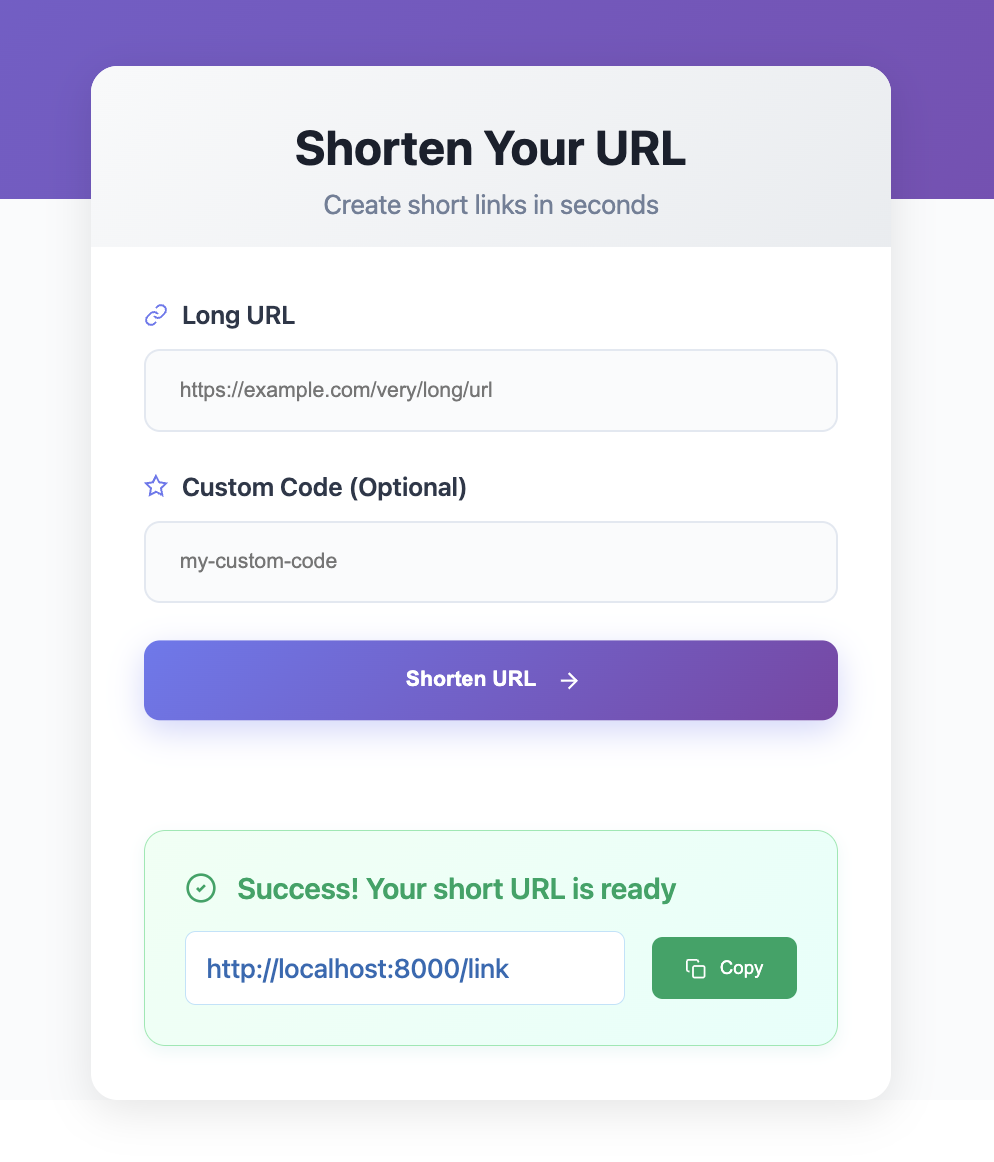 Shorten Your URL
Create short links in seconds
Long URL
https://example.com/very/long/url
Custom Code (Optional)
my-custom-code
Shorten URL
Success! Your short URL is ready
http://localhost:8000/link
Copy